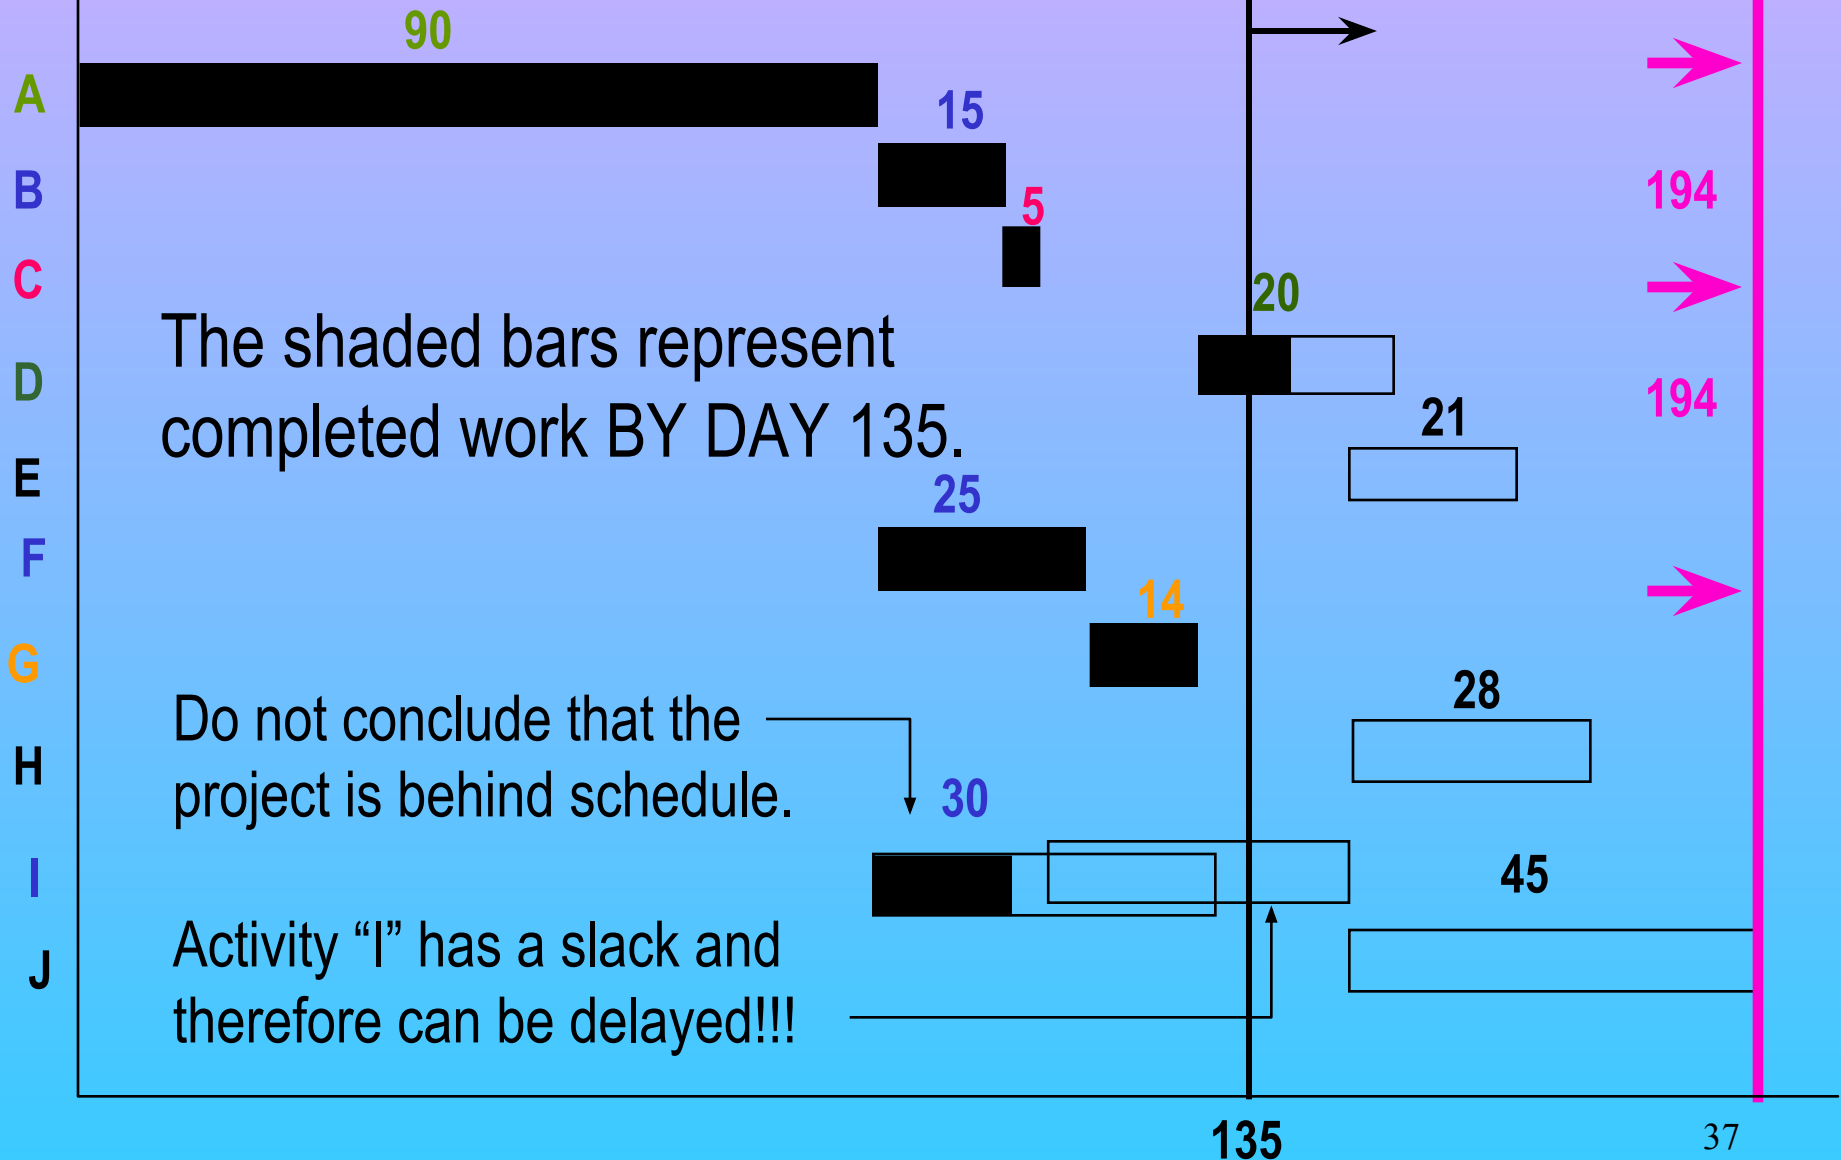 90
A
15
B
194
5
C
20
The shaded bars represent
completed work BY DAY 135.
D
194
21
E
25
F
14
G
28
Do not conclude that the
project is behind schedule.
H
30
I
45
Activity “I” has a slack and
therefore can be delayed!!!
J
135
37